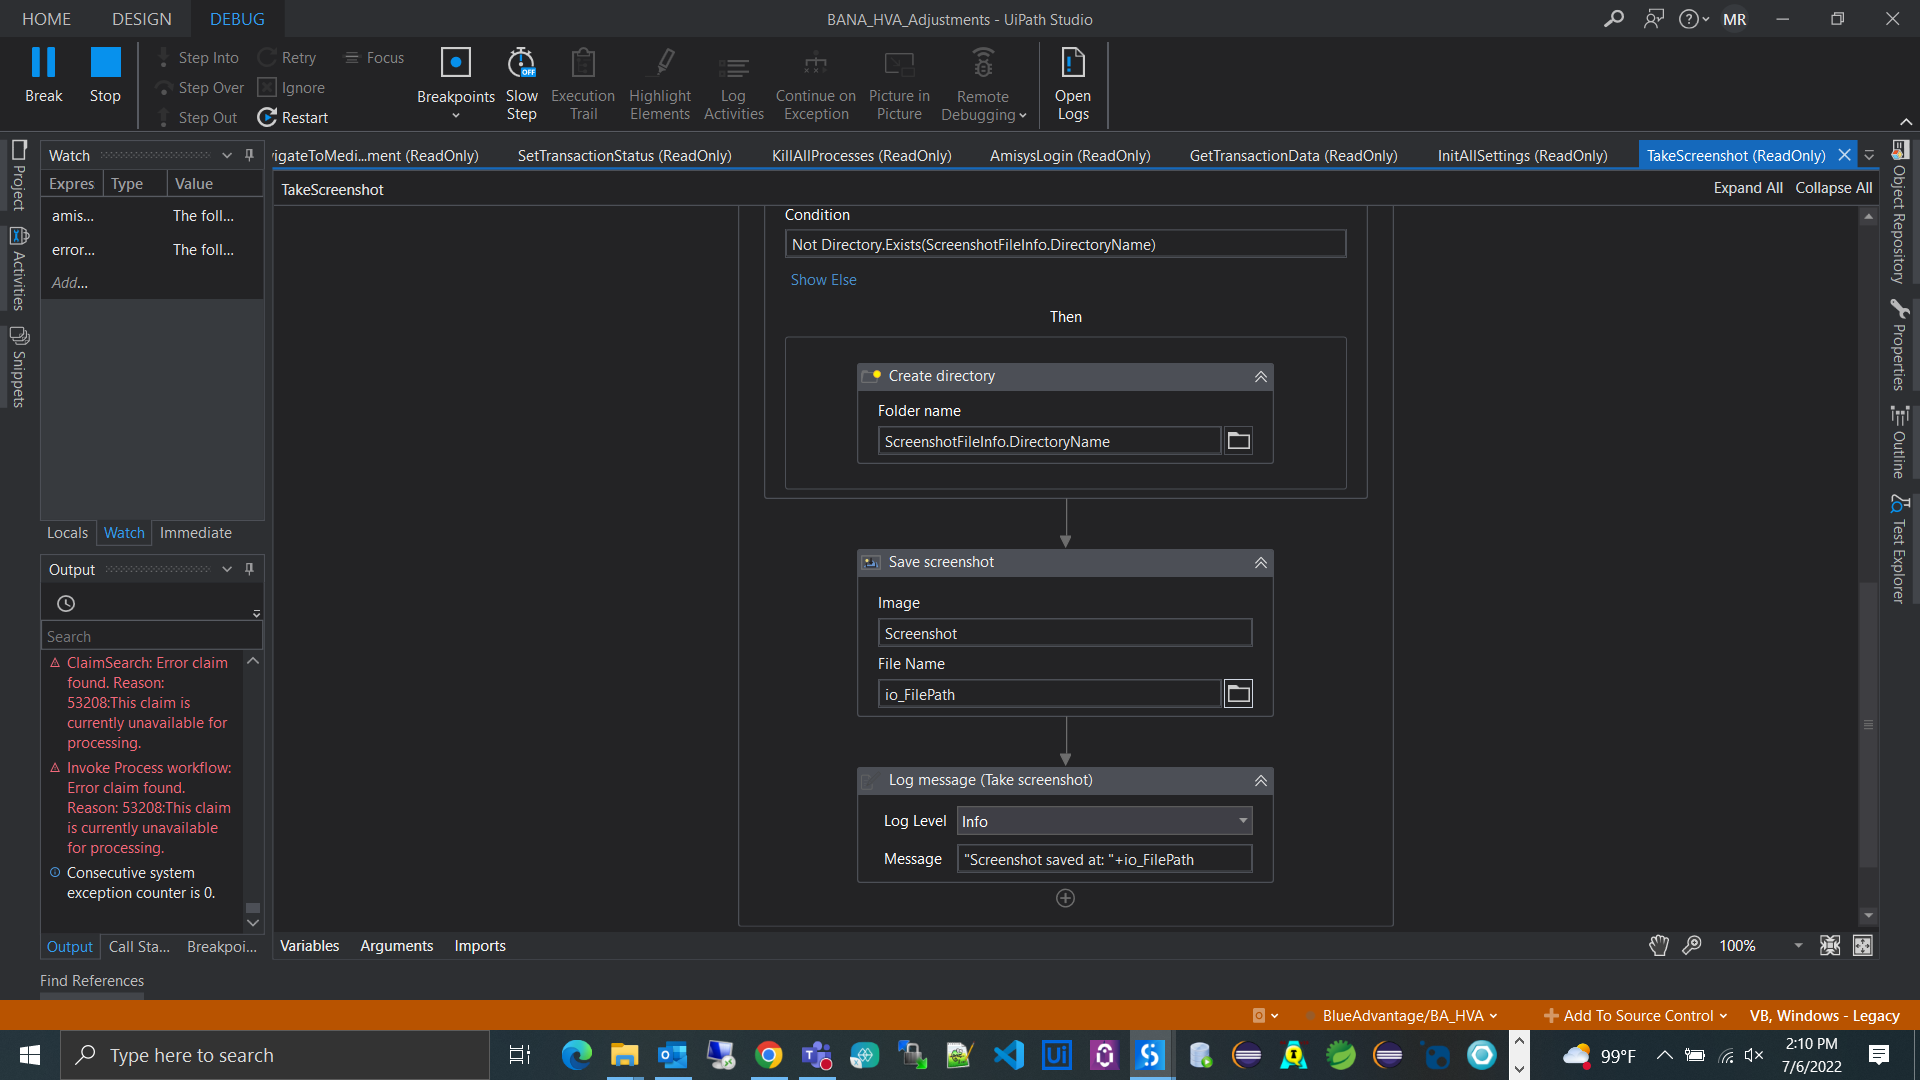 HOME DESIGN DEBUG
BANA_HVA_Adjustments - UiPath Studio
MR
Break
Stop
Step Into
Step Over
Step Out
Retry
Ignore
Restart
Focus
Breakpoints
Slow
Step
OFF
Execution
Trail
Highlight
Elements
Log
Activities
Continue on
Exception
Picture in
Picture
Remote
Debugging
Open
Logs
Project
Activities
Snippets
Watch
Expres Type Value
amis... The foll...
error... The foll...
Add...
Locals Watch Immediate
Output
Search
ClaimSearch: Error claim
found. Reason:
53208:This claim is
currently unavailable for
processing.
Invoke Process workflow:
Error claim found.
Reason: 53208:This claim
is currently unavailable
for processing.
Consecutive system
exception counter is 0.
Output Call Sta... Breakpoi...
Find References
vigateToMedi...ment (ReadOnly) SetTransactionStatus (ReadOnly) KillAllProcesses (ReadOnly) AmisysLogin (ReadOnly) GetTransactionData (ReadOnly) InitAllSettings (ReadOnly) TakeScreenshot (ReadOnly)
TakeScreenshot
Expand All Collapse All
Condition
Not Directory.Exists(ScreenshotFileInfo.DirectoryName)
Show Else
Then
Create directory
Folder name
ScreenshotFileInfo.DirectoryName
Save screenshot
Image
Screenshot
File Name
io_FilePath
Log message (Take screenshot)
Log Level Info
Message "Screenshot saved at: "+io_FilePath
Variables Arguments Imports
100%
Object Repository
Properties
Outline
Test Explorer
BlueAdvantage/BA_HVA
Add To Source Control
VB, Windows - Legacy
Type here to search
Ui
99°F
2:10 PM
7/6/2022